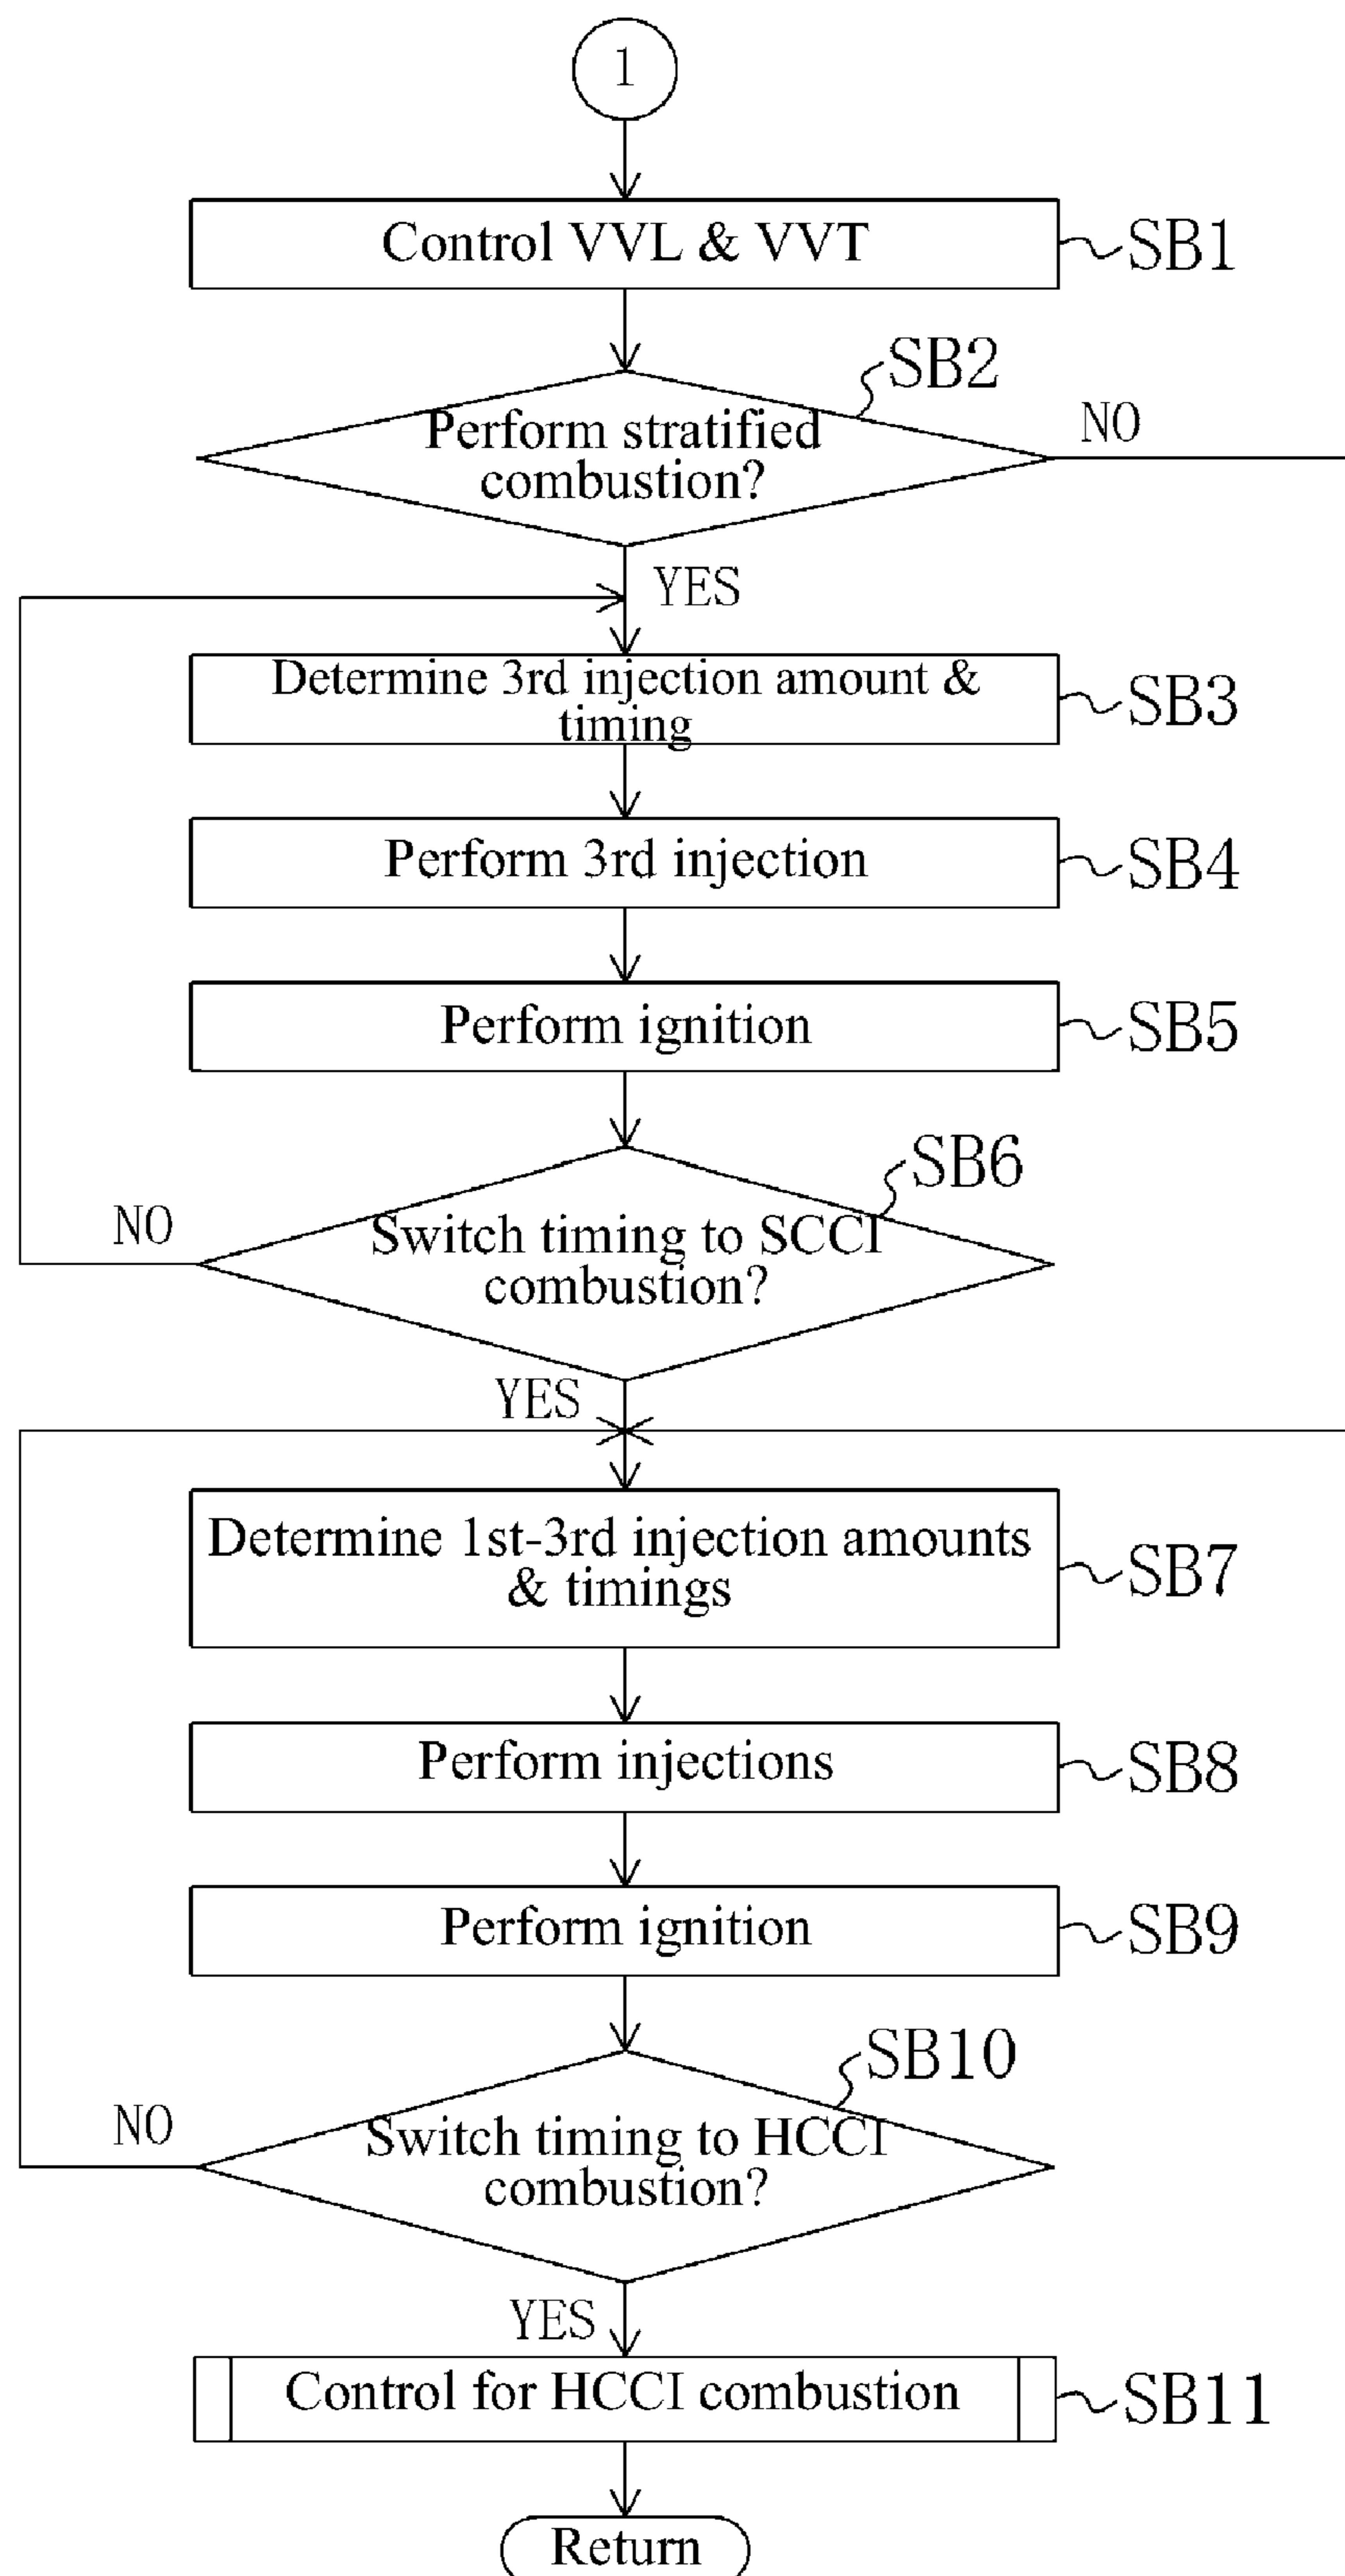 1
Control VVL & VVT
SB1
SB2
Perform stratified
combustion?
NO
YES
Determine 3rd injection amount &
timing
SB3
Perform 3rd injection
SB4
Perform ignition
SB5
SB6
NO
Switch timing to SCCI
combustion?
YES
Determine 1st-3rd injection amounts
& timings
SB7
Perform injections
SB8
Perform ignition
SB9
SB10
NO
Switch timing to HCCI
combustion?
YES
Control for HCCI combustion
SB11
Return